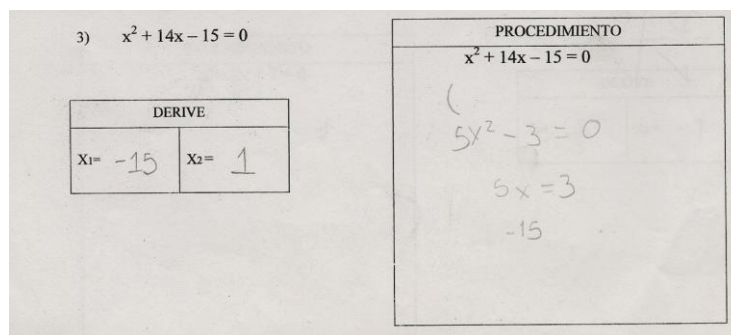 3) x² + 14x – 15 = 0
DERIVE
X1= -15 X2= 1
PROCEDIMIENTO
x² + 14x – 15 = 0
(
5x² - 3 = 0
5x = 3
-15